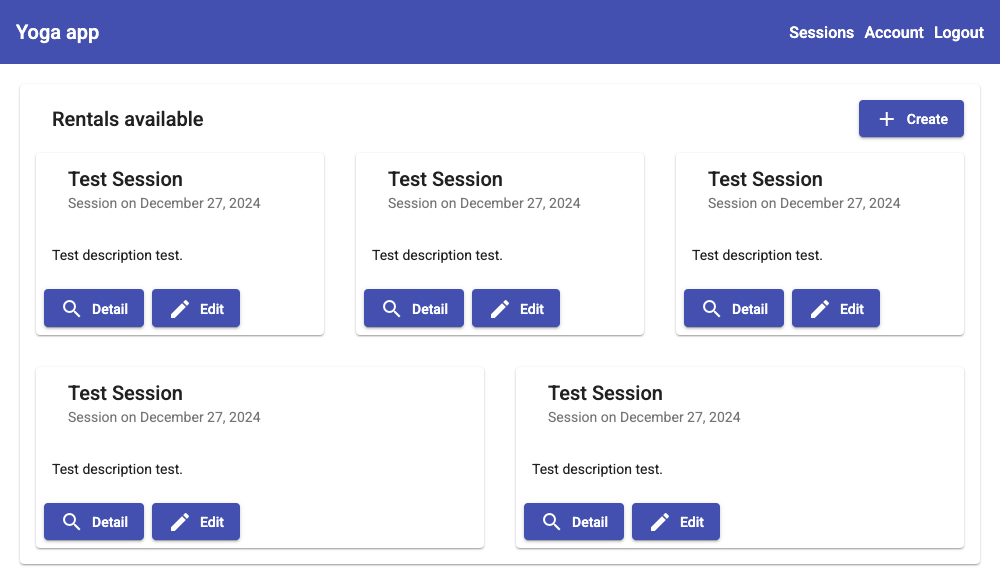 Yoga app
Sessions Account Logout
Rentals available
Create
Test Session
Session on December 27, 2024
Test description test.
Detail Edit
Test Session
Session on December 27, 2024
Test description test.
Detail Edit
Test Session
Session on December 27, 2024
Test description test.
Detail Edit
Test Session
Session on December 27, 2024
Test description test.
Detail Edit
Test Session
Session on December 27, 2024
Test description test.
Detail Edit